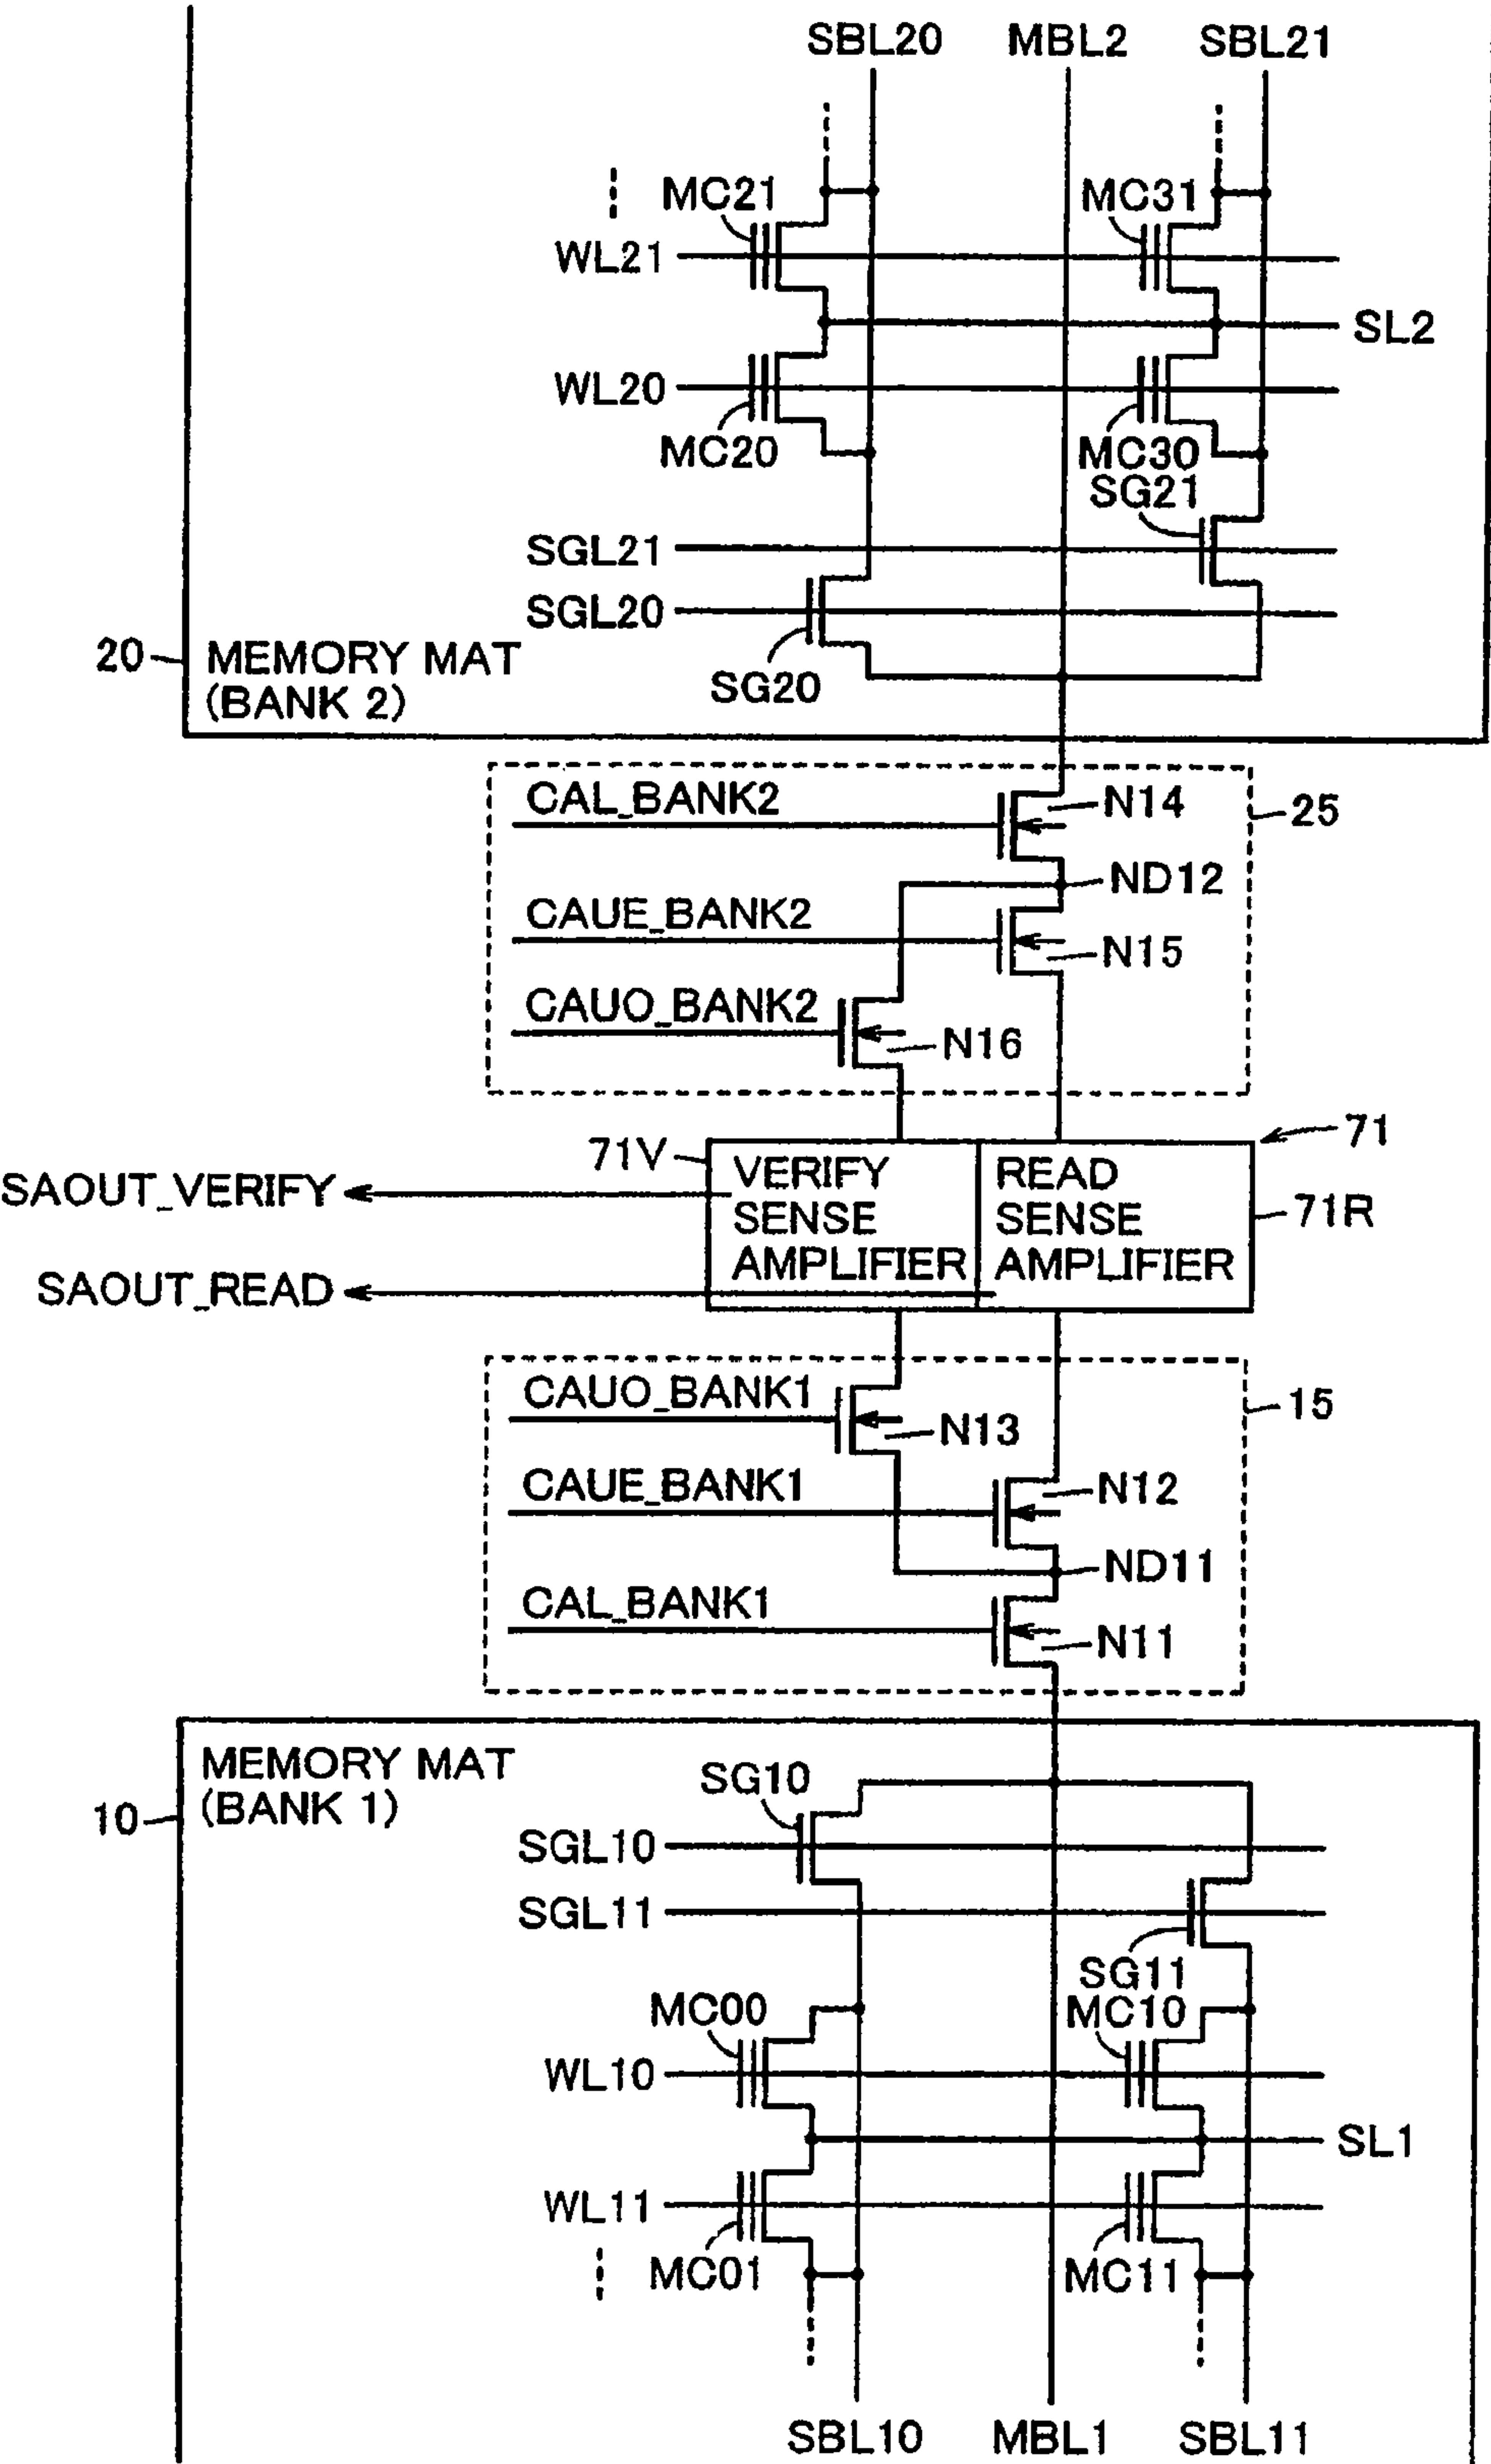 SBL20 MBL2 SBL21
MC21 MC31
WL21
SL2
WL20
MC20 MC30
SG21
SGL21
SGL20
20 MEMORY MAT
(BANK 2)
SG20
CAL_BANK2 N14 25
ND12
CAUE_BANK2
N15
CAUO_BANK2
N16
71
71V VERIFY SENSE AMPLIFIER
READ SENSE AMPLIFIER
71R
SAOUT_VERIFY
SAOUT_READ
CAUO_BANK1 15
N13
CAUE_BANK1 N12
ND11
CAL_BANK1
N11
MEMORY MAT
(BANK 1)
10
SG10
SGL10
SGL11
SG11
MC00 MC10
WL10
SL1
WL11
MC01 MC11
SBL10 MBL1 SBL11